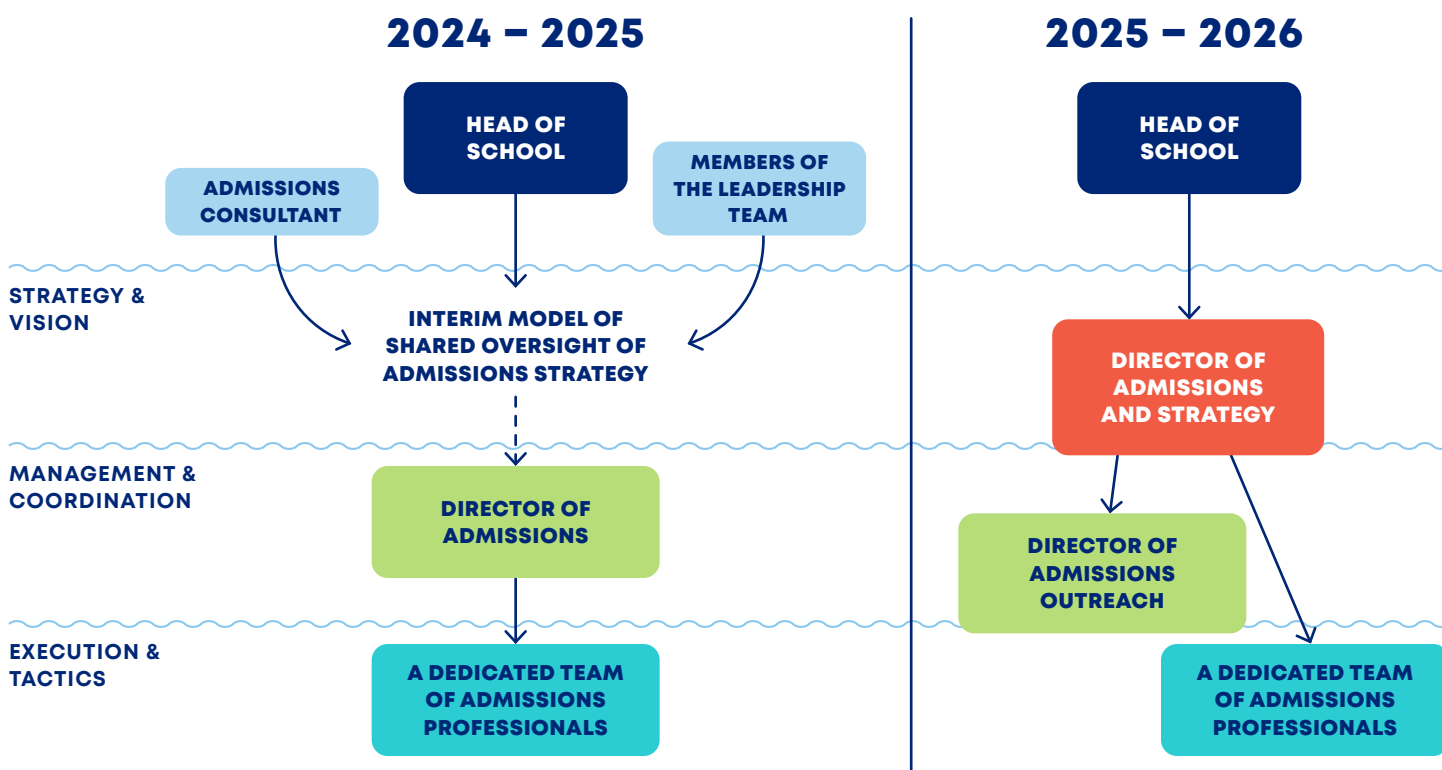 2024 – 2025
HEAD OF
SCHOOL
ADMISSIONS
CONSULTANT
MEMBERS OF
THE LEADERSHIP
TEAM
STRATEGY &
VISION
INTERIM MODEL OF
SHARED OVERSIGHT OF
ADMISSIONS STRATEGY
MANAGEMENT &
COORDINATION
DIRECTOR OF
ADMISSIONS
EXECUTION &
TACTICS
A DEDICATED TEAM
OF ADMISSIONS
PROFESSIONALS
2025 – 2026
HEAD OF
SCHOOL
DIRECTOR OF
ADMISSIONS
AND STRATEGY
DIRECTOR OF
ADMISSIONS
OUTREACH
A DEDICATED TEAM
OF ADMISSIONS
PROFESSIONALS